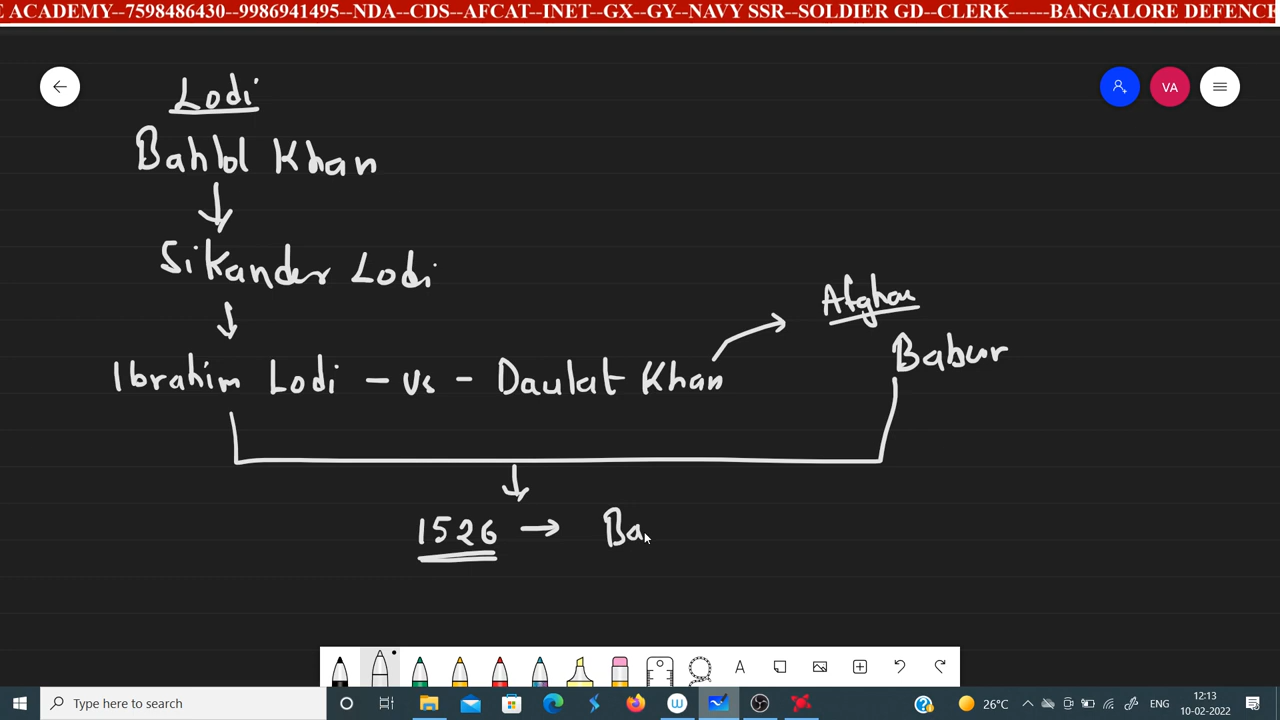 E ACADEMY--7598486430--9986941495--NDA--CDS--AFCAT--INET--GX--GY--NAVY SSR--SOLDIER GD--CLERK------BANGALORE DEFENCE
VA
Lodi
Bahlol Khan
Sikander Lodi
Afghan
Babur
Ibrahim Lodi - vs - Daulat Khan
1526 → Ba
A
Type here to search
26°C
ENG
12:13
10-02-2022